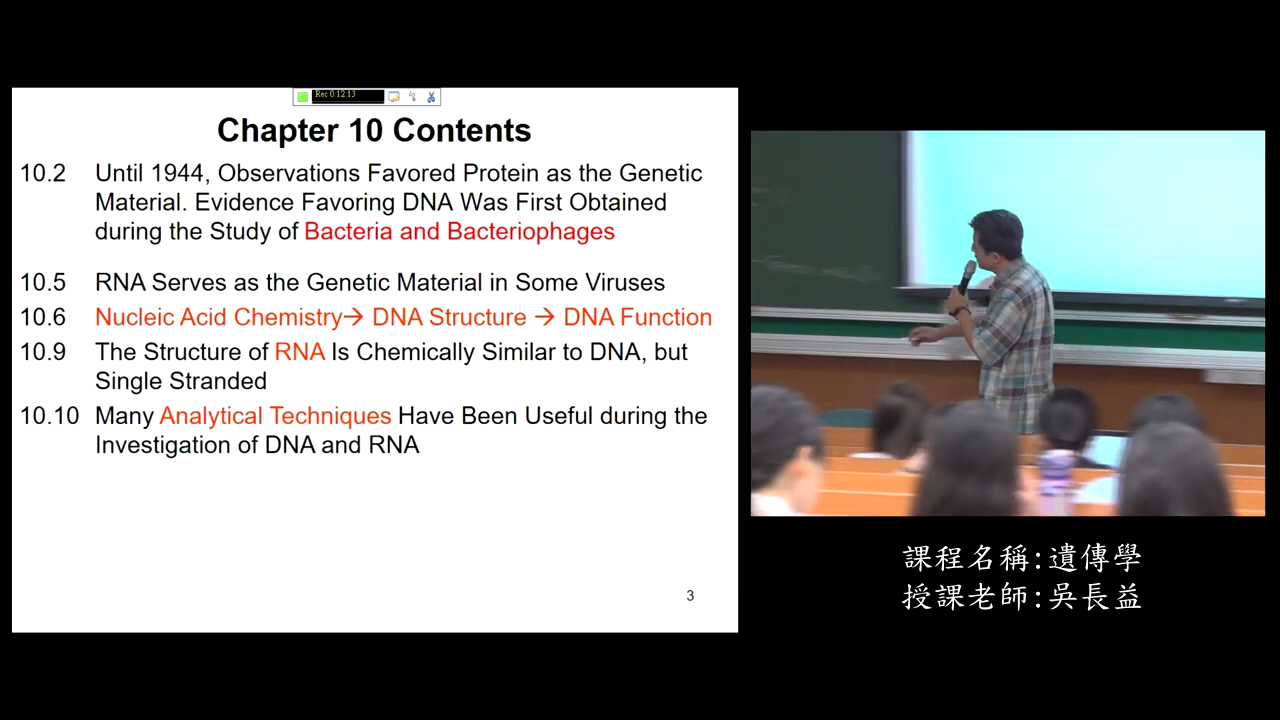 Rec 0:12:13
Chapter 10 Contents
10.2 Until 1944, Observations Favored Protein as the Genetic
Material. Evidence Favoring DNA Was First Obtained
during the Study of Bacteria and Bacteriophages
10.5 RNA Serves as the Genetic Material in Some Viruses
10.6 Nucleic Acid Chemistry→ DNA Structure → DNA Function
10.9 The Structure of RNA Is Chemically Similar to DNA, but
Single Stranded
10.10 Many Analytical Techniques Have Been Useful during the
Investigation of DNA and RNA
3
課程名稱:遺傳學
授課老師:吳長益